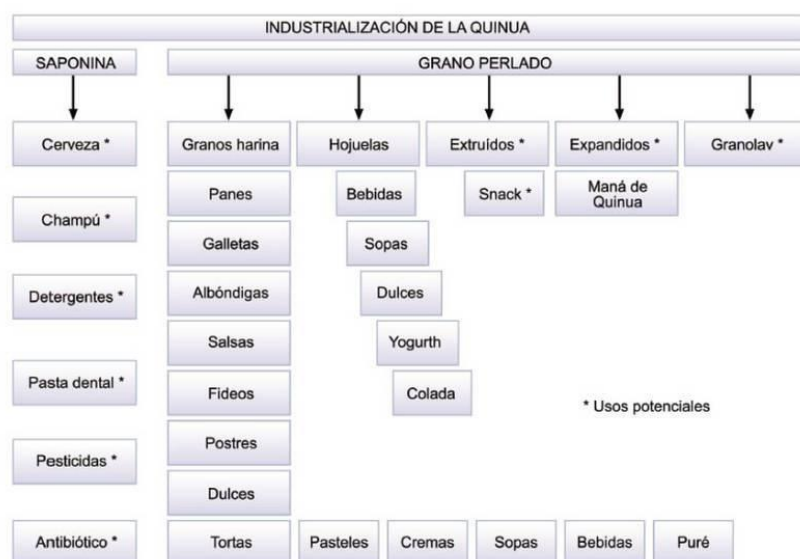 INDUSTRIALIZACIÓN DE LA QUINUA
SAPONINA
GRANO PERLADO
Cerveza *
Granos harina
Hojuelas
Extruídos *
Expandidos *
Granolav *
Panes
Bebidas
Snack *
Maná de
Quinua
Champú *
Galletas
Sopas
Detergentes *
Albóndigas
Dulces
Salsas
Yogurth
Pasta dental *
Fideos
Colada
* Usos potenciales
Postres
Pesticidas *
Dulces
Antibiótico *
Tortas
Pasteles
Cremas
Sopas
Bebidas
Puré